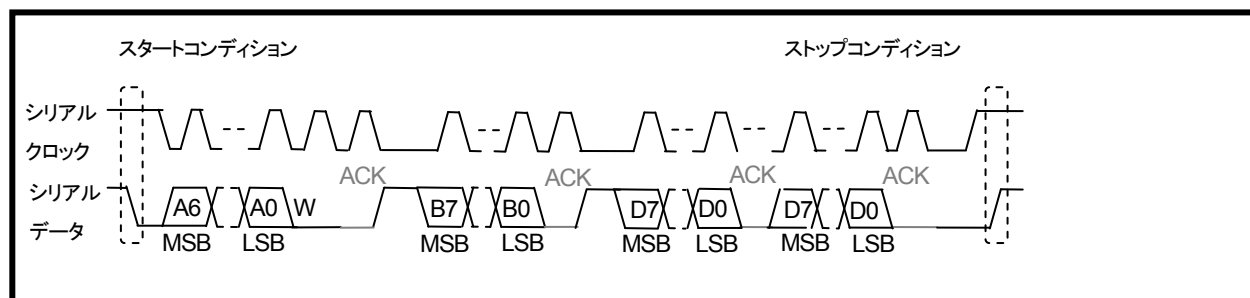 スタートコンディション ストップコンディション
シリアル
クロック
ACK ACK ACK ACK
シリアル
データ
A6 A0 W B7 B0 D7 D0 D7 D0
MSB LSB MSB LSB MSB LSB MSB LSB